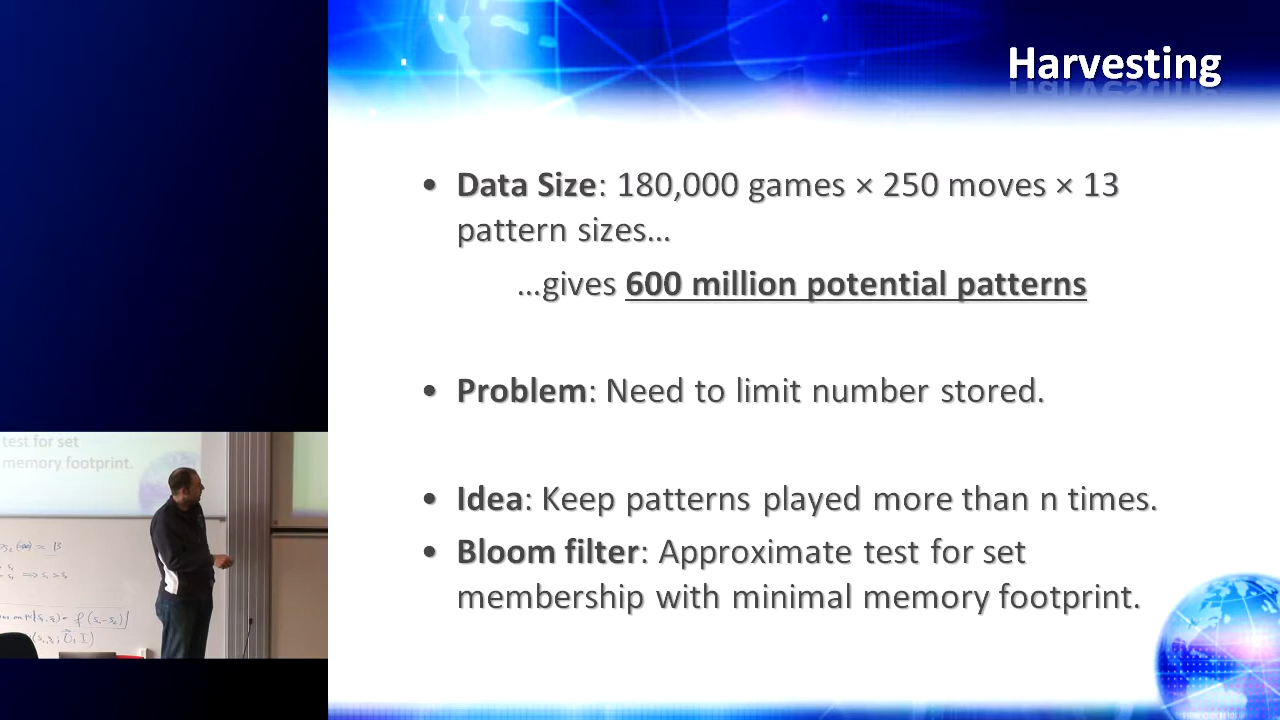 Harvesting
• Data Size: 180,000 games × 250 moves × 13
pattern sizes…
…gives 600 million potential patterns
• Problem: Need to limit number stored.
• Idea: Keep patterns played more than n times.
• Bloom filter: Approximate test for set
membership with minimal memory footprint.
test for set
memory footprint.